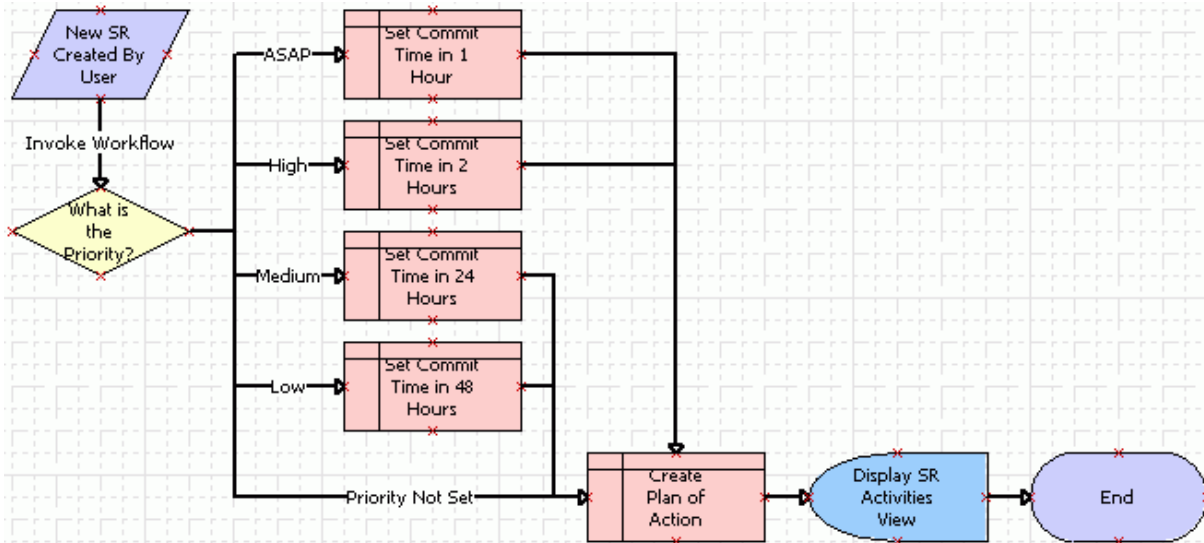 New SR
Created By
User
Invoke Workflow
What is
the
Priority?
ASAP
Set Commit
Time in 1
Hour
High
Set Commit
Time in 2
Hours
Medium
Set Commit
Time in 24
Hours
Low
Set Commit
Time in 48
Hours
Priority Not Set
Create
Plan of
Action
Display SR
Activities
View
End